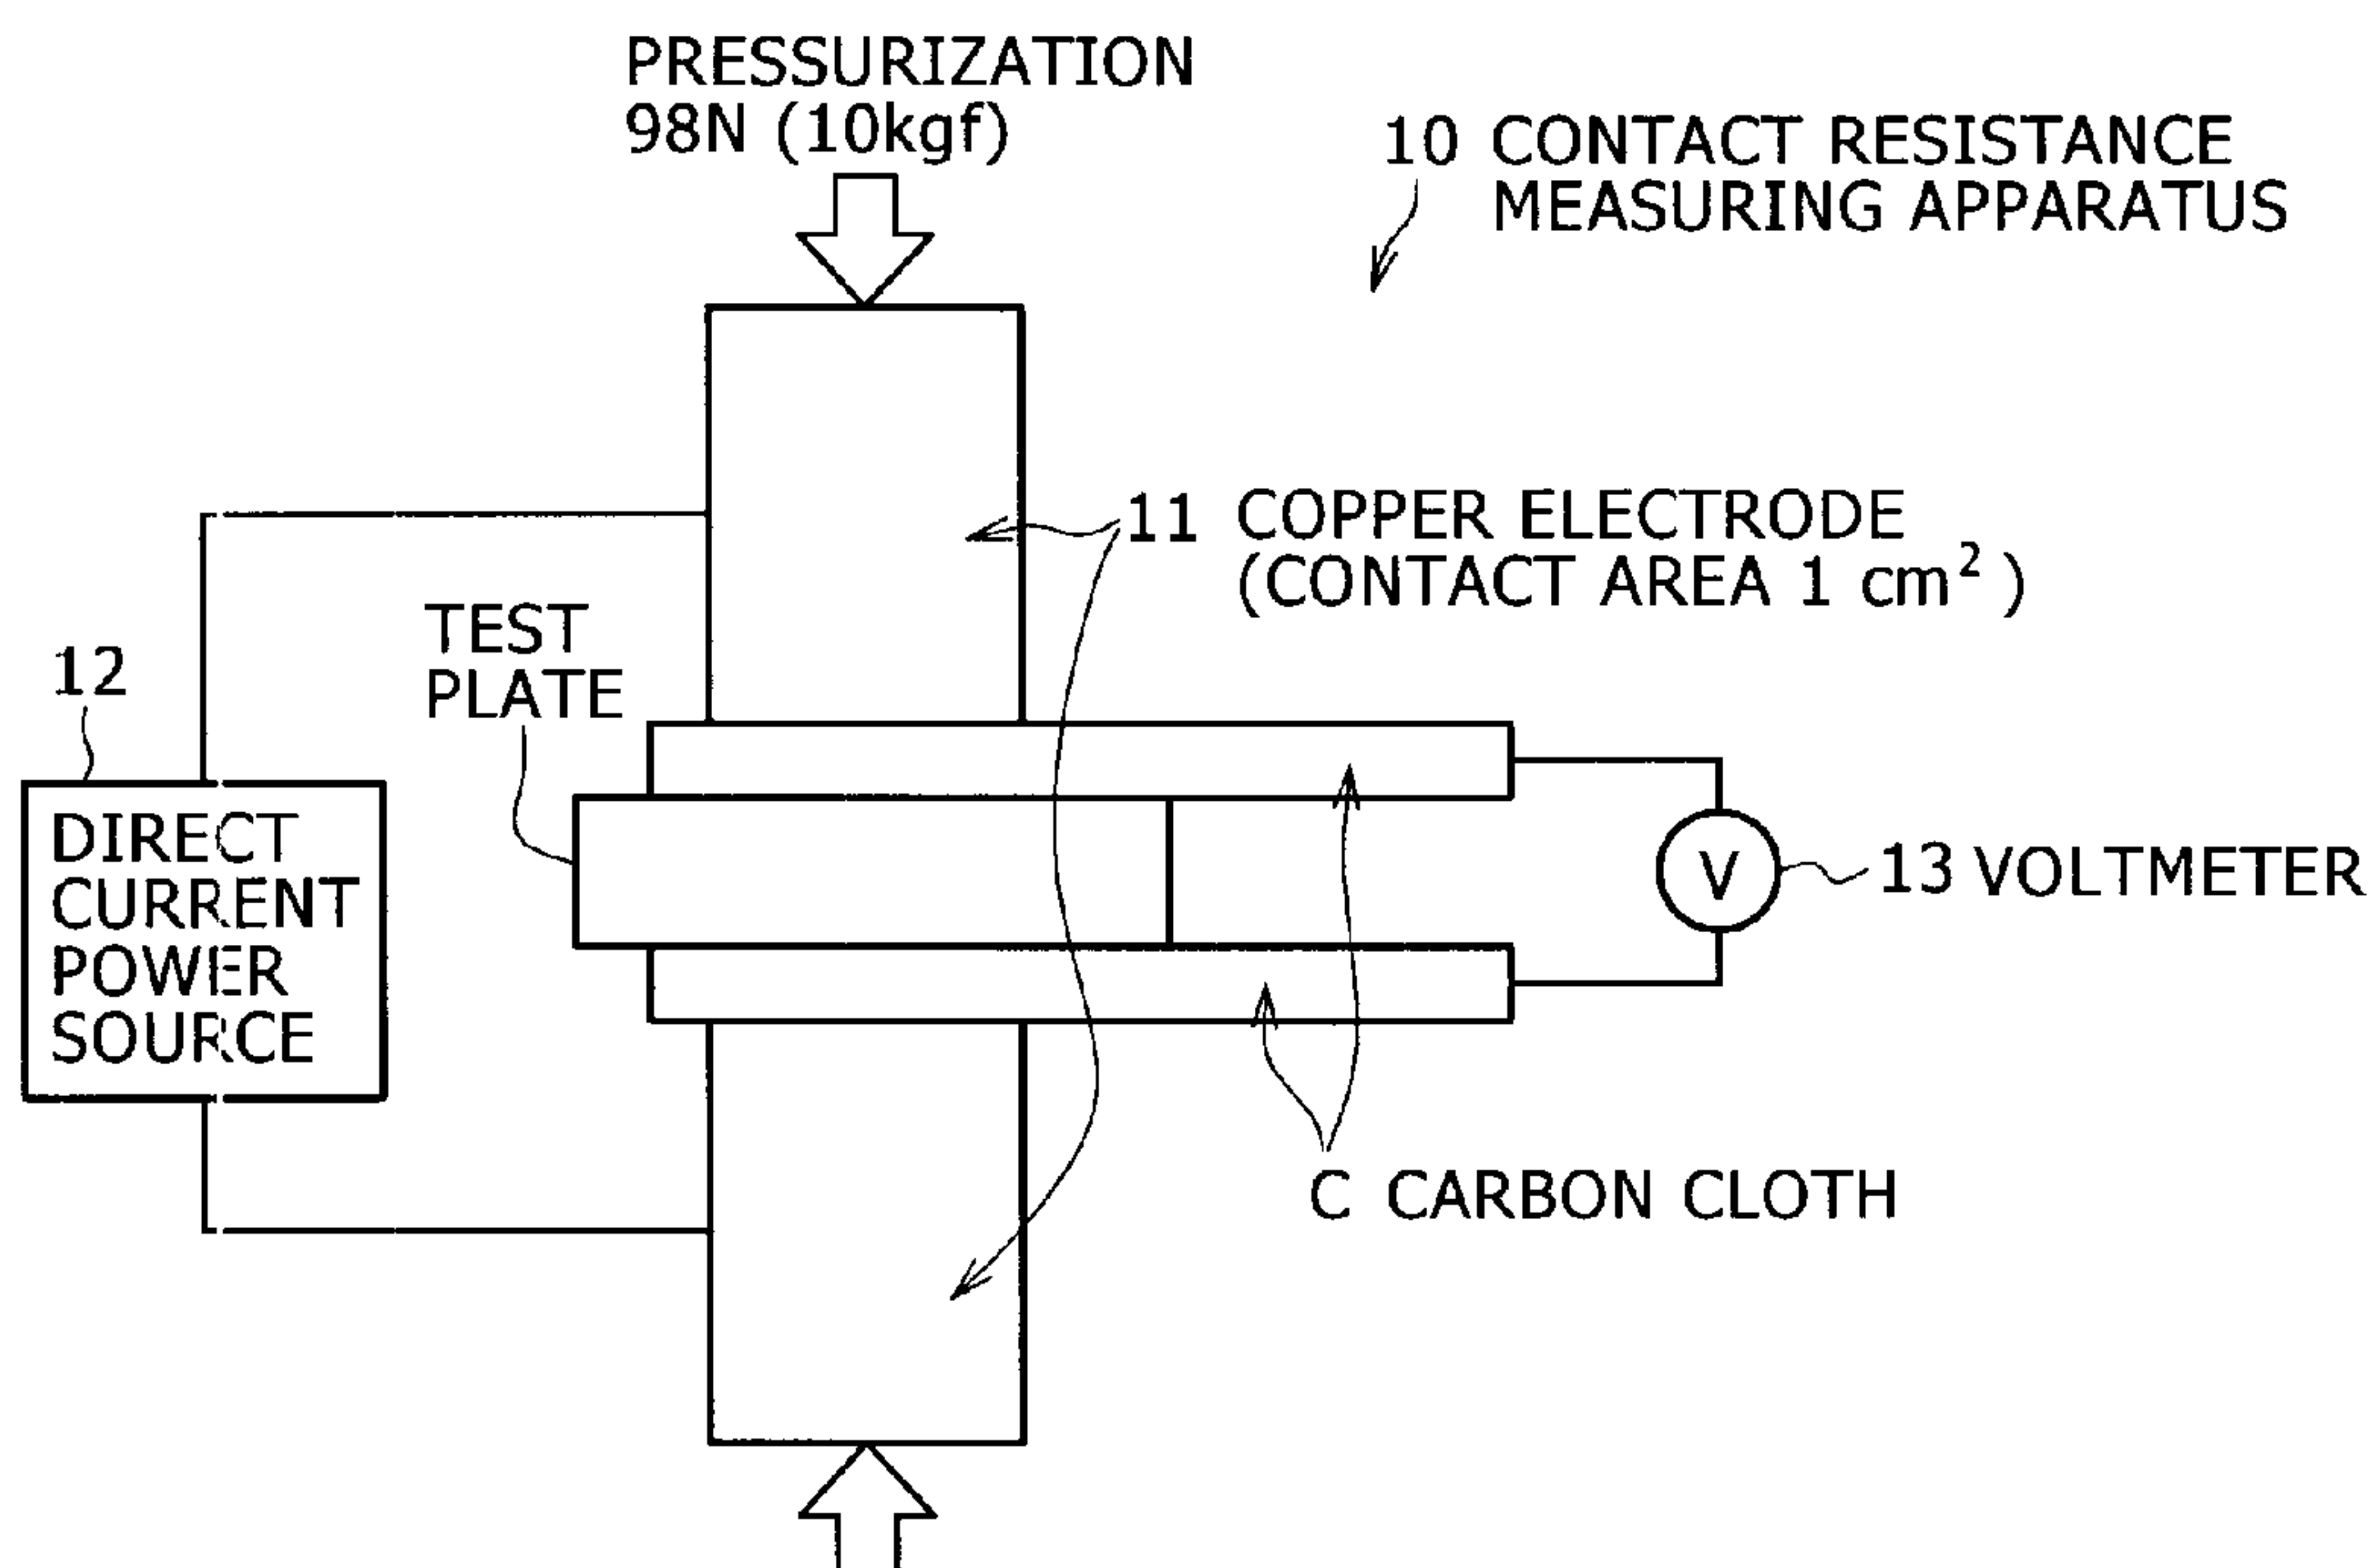 PRESSURIZATION
98N (10kgf)
10 CONTACT RESISTANCE
MEASURING APPARATUS
11 COPPER ELECTRODE
(CONTACT AREA 1 cm²)
TEST
PLATE
12
DIRECT
CURRENT
POWER
SOURCE
V
13 VOLTMETER
C CARBON CLOTH